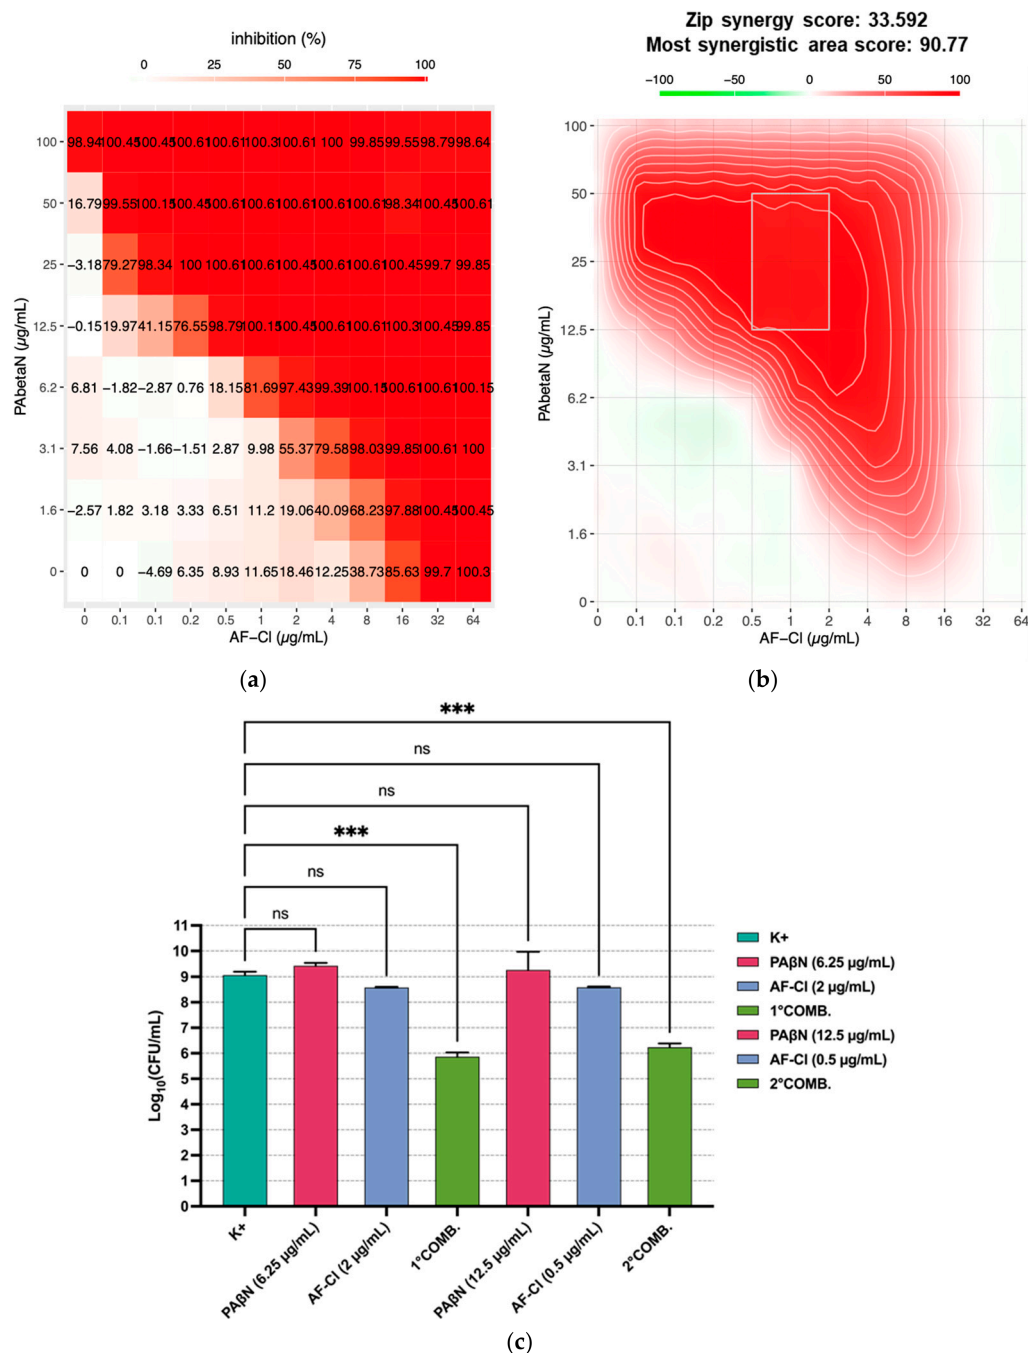 inhibition (%)
0 25 50 75 100
PAbetaN (µg/mL)
100 98.94 100.45 100.45 100.61 100.61 100.3 100.61 100 99.85 99.55 98.79 98.64
50 16.79 99.55 100.15 100.45 100.61 100.61 100.61 100.61 100.61 98.34 100.45 100.61
25 −3.18 79.27 98.34 100 100.61 100.61 100.45 100.61 100.61 100.45 99.7 99.85
12.5 −0.15 19.97 41.15 76.55 98.79 100.15 100.45 100.61 100.61 100.3 100.45 99.85
6.2 6.81 −1.82 −2.87 0.76 18.15 81.69 97.43 99.39 100.15 100.61 100.61 100.15
3.1 7.56 4.08 −1.66 −1.51 2.87 9.98 55.37 79.58 98.03 99.85 100.61 100
1.6 −2.57 1.82 3.18 3.33 6.51 11.2 19.06 40.09 68.23 97.88 100.45 100.45
0 0 0 −4.69 6.35 8.93 11.65 18.46 12.25 38.73 85.63 99.7 100.3
0 0.1 0.1 0.2 0.5 1 2 4 8 16 32 64
AF−Cl (µg/mL)
(a)
Zip synergy score: 33.592
Most synergistic area score: 90.77
−100 −50 0 50 100
PAbetaN (µg/mL)
100
50
25
12.5
6.2
3.1
1.6
0
0 0.1 0.1 0.2 0.5 1 2 4 8 16 32 64
AF−Cl (µg/mL)
(b)
***
ns
ns
***
ns
ns
Log10(CFU/mL)
11
10
9
8
7
6
5
4
3
2
1
0
K+
PAβN (6.25 µg/mL)
AF-Cl (2 µg/mL)
1°COMB.
PAβN (12.5 µg/mL)
AF-Cl (0.5 µg/mL)
2°COMB.
K+
PAβN (6.25 µg/mL)
AF-Cl (2 µg/mL)
1°COMB.
PAβN (12.5 µg/mL)
AF-Cl (0.5 µg/mL)
2°COMB.
(c)